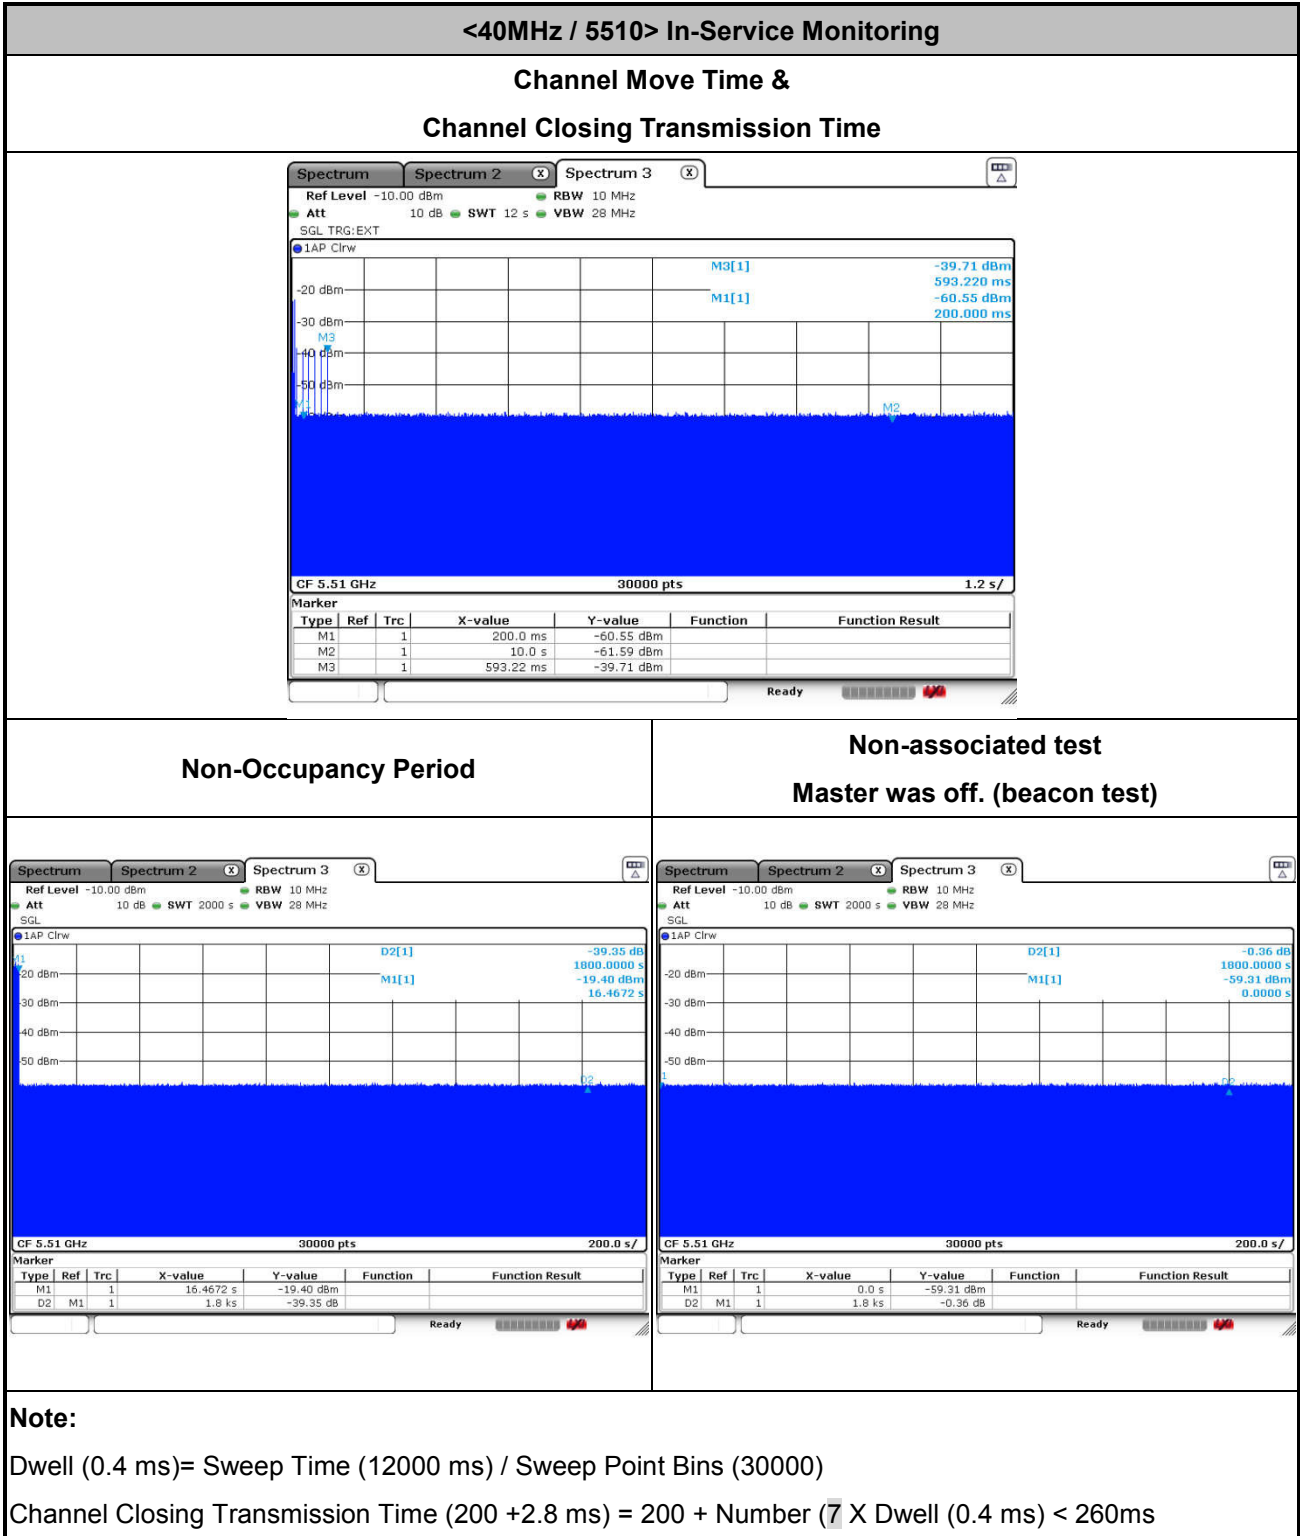 <40MHz / 5510> In-Service Monitoring
Channel Move Time &
Channel Closing Transmission Time
Spectrum Spectrum 2 X Spectrum 3 X
Ref Level -10.00 dBm RBW 10 MHz
Att 10 dB SWT 12 s VBW 28 MHz
SGL TRG:EXT
1AP Clrw
M3[1] -39.71 dBm
593.220 ms
-20 dBm
M1[1] -60.55 dBm
200.000 ms
-30 dBm
M3
-40 dBm
-50 dBm
M2
CF 5.51 GHz 30000 pts 1.2 s/
Marker
Type Ref Trc X-value Y-value Function Function Result
M1 1 200.0 ms -60.55 dBm
M2 1 10.0 s -61.59 dBm
M3 1 593.22 ms -39.71 dBm
Ready
Non-Occupancy Period
Non-associated test
Master was off. (beacon test)
Spectrum Spectrum 2 X Spectrum 3 X
Ref Level -10.00 dBm RBW 10 MHz
Att 10 dB SWT 2000 s VBW 28 MHz
SGL
1AP Clrw
D2[1] -39.35 dB
M1
1800.0000 s
-20 dBm
M1[1] -19.40 dBm
16.4672 s
-30 dBm
-40 dBm
-50 dBm
D2
CF 5.51 GHz 30000 pts 200.0 s/
Marker
Type Ref Trc X-value Y-value Function Function Result
M1 1 16.4672 s -19.40 dBm
D2 M1 1 1.8 ks -39.35 dB
Ready
Spectrum Spectrum 2 X Spectrum 3 X
Ref Level -10.00 dBm RBW 10 MHz
Att 10 dB SWT 2000 s VBW 28 MHz
SGL
1AP Clrw
D2[1] -0.36 dB
1800.0000 s
-20 dBm
M1[1] -59.31 dBm
0.0000 s
-30 dBm
-40 dBm
-50 dBm
1
D2
CF 5.51 GHz 30000 pts 200.0 s/
Marker
Type Ref Trc X-value Y-value Function Function Result
M1 1 0.0 s -59.31 dBm
D2 M1 1 1.8 ks -0.36 dB
Ready
Note:
Dwell (0.4 ms)= Sweep Time (12000 ms) / Sweep Point Bins (30000)
Channel Closing Transmission Time (200 +2.8 ms) = 200 + Number (7 X Dwell (0.4 ms) < 260ms